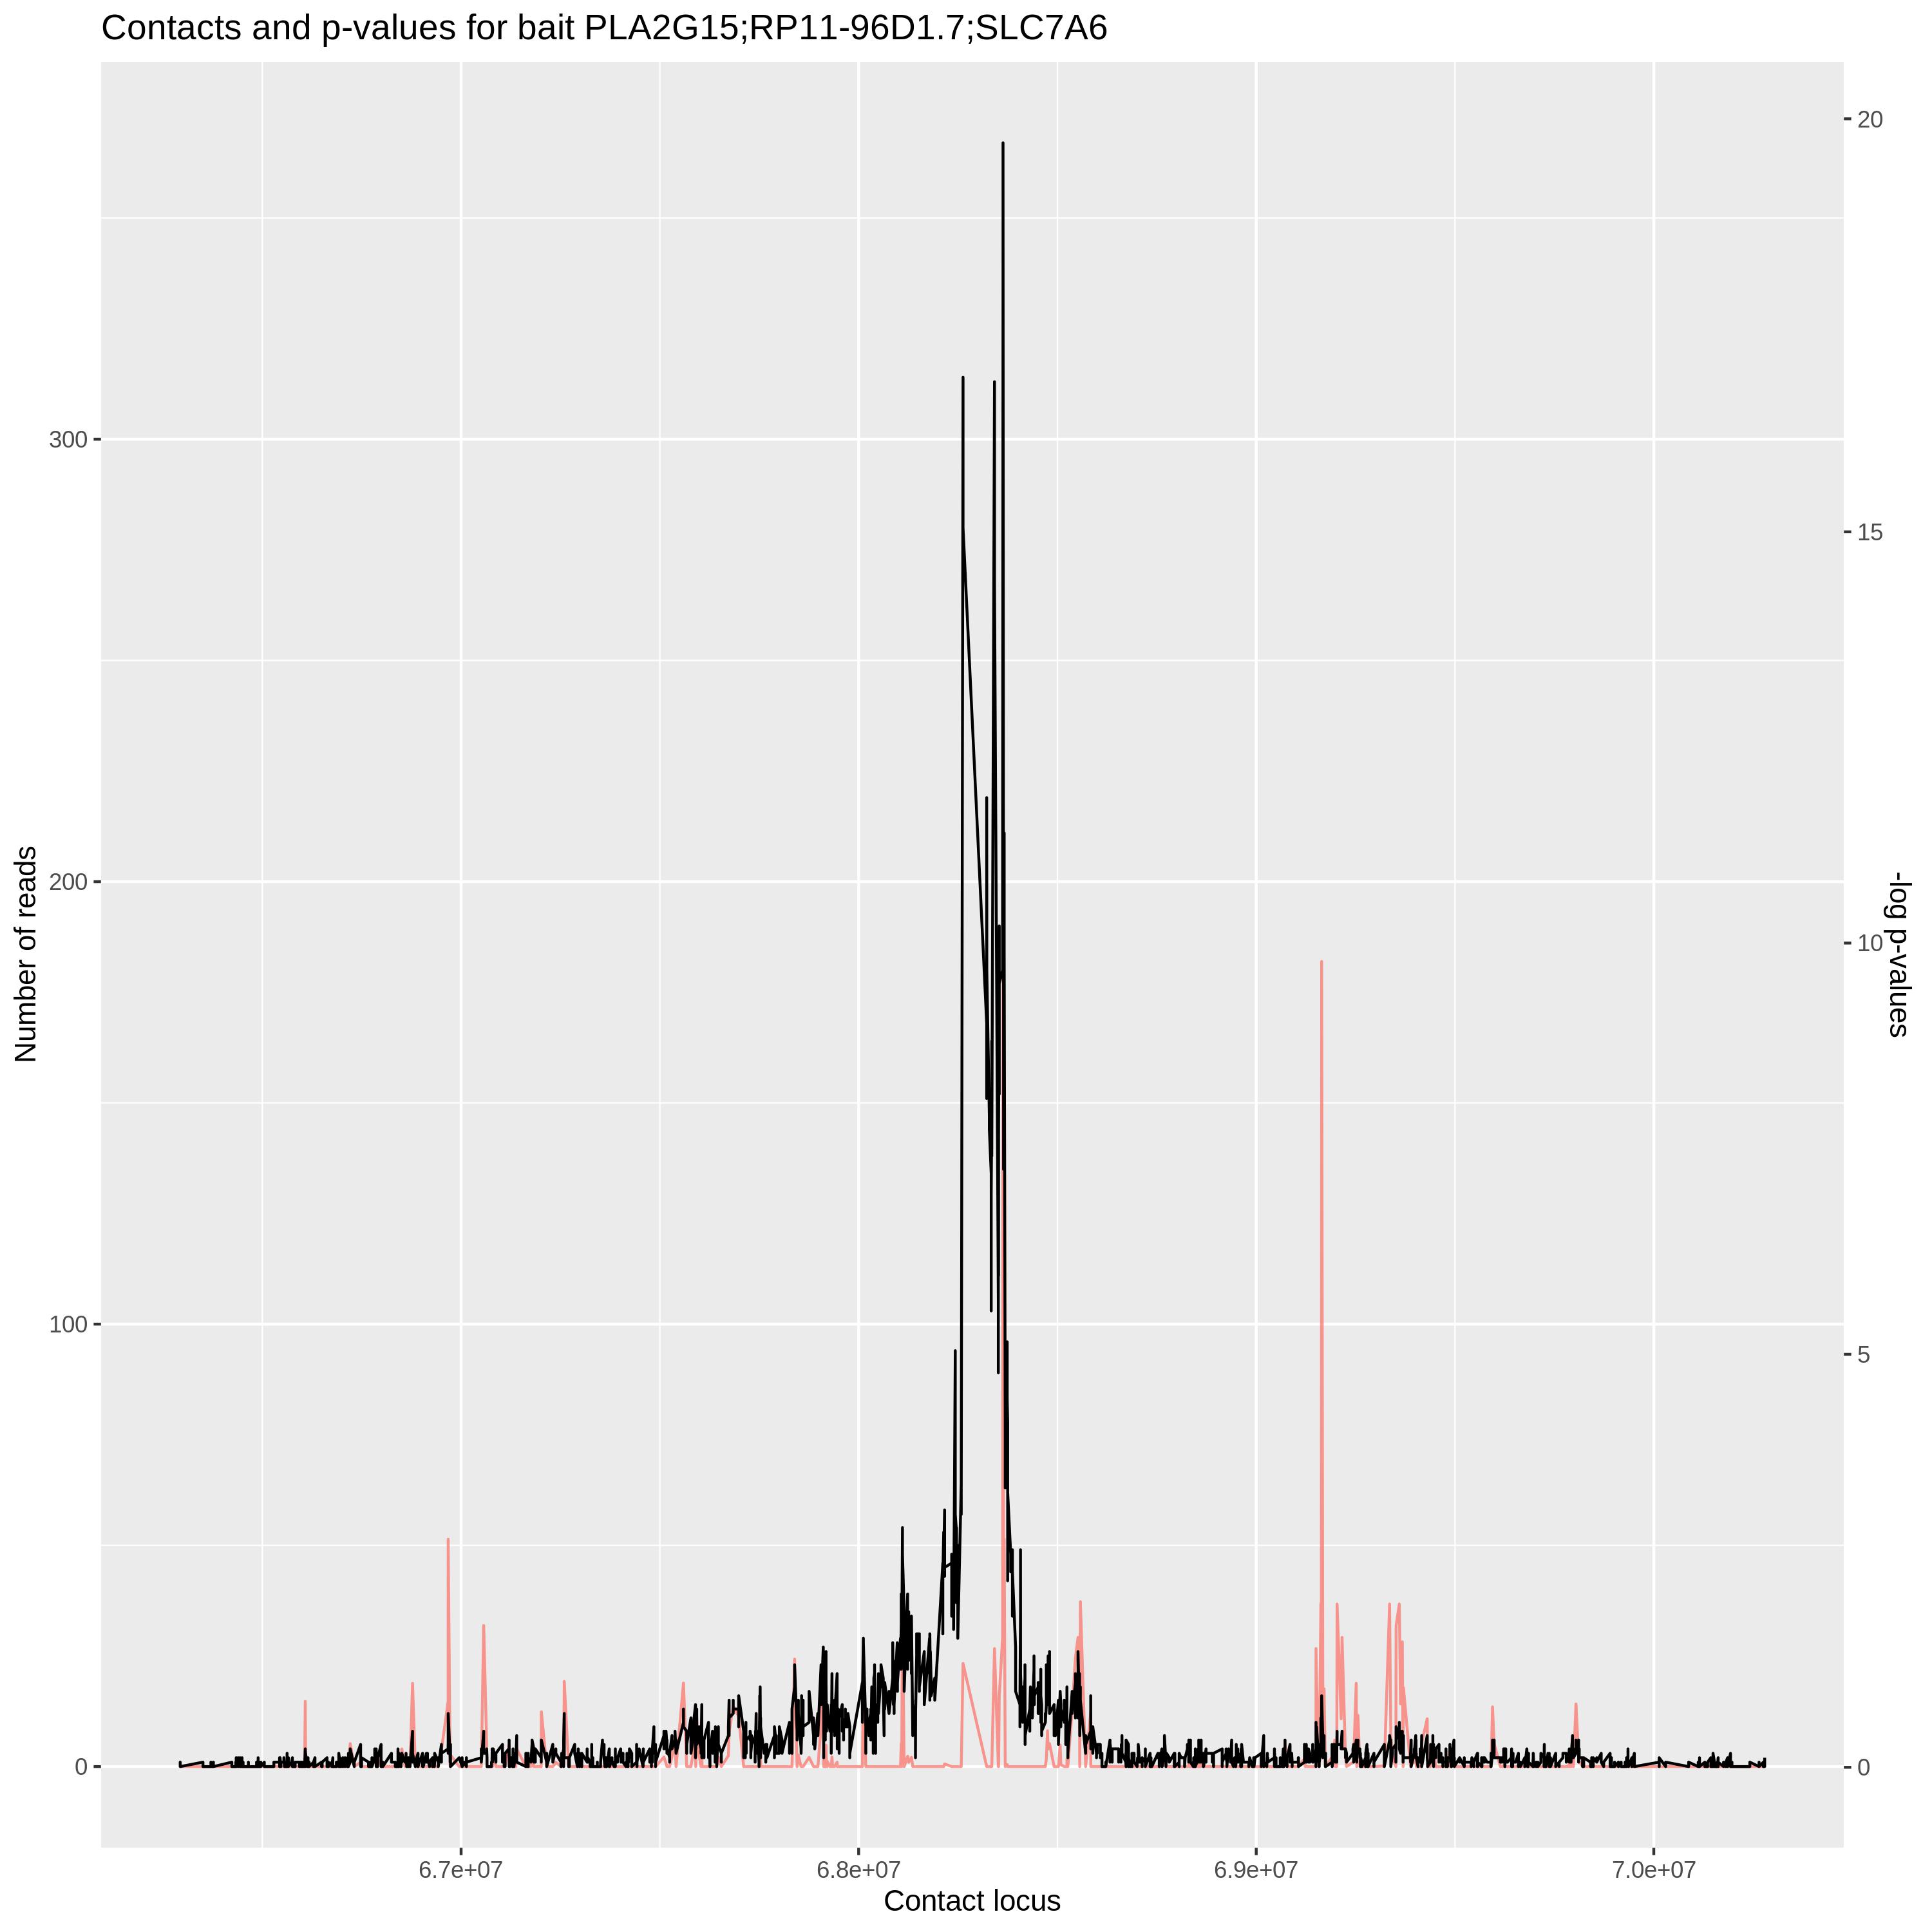 Contacts and p-values for bait PLA2G15;RP11-96D1.7;SLC7A6
Number of reads
300
200
100
0
20
15
10
5
0
-log p-values
6.7e+07 6.8e+07 6.9e+07 7.0e+07
Contact locus